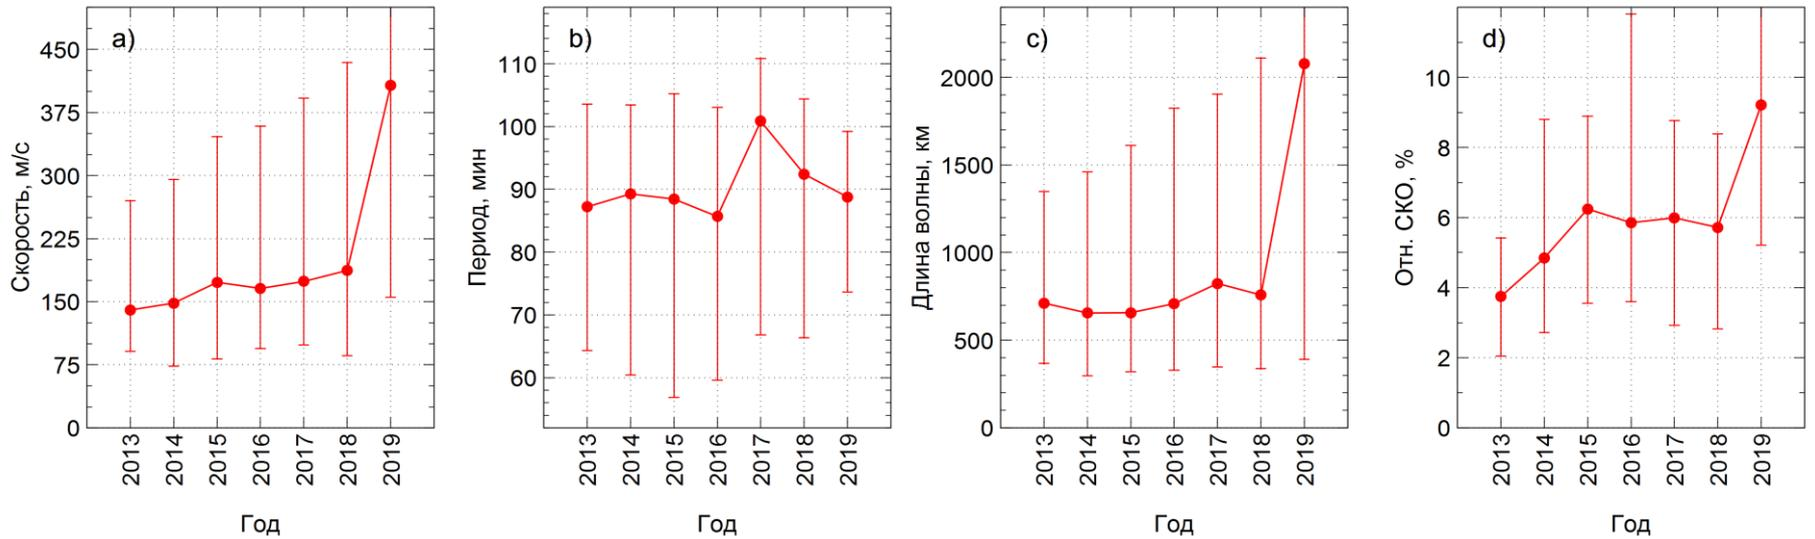 a)
Скорость, м/с
450
375
300
225
150
75
0
2013 2014 2015 2016 2017 2018 2019
Год
b)
Период, мин
110
100
90
80
70
60
2013 2014 2015 2016 2017 2018 2019
Год
c)
Длина волны, км
2000
1500
1000
500
0
2013 2014 2015 2016 2017 2018 2019
Год
d)
Отн. СКО, %
10
8
6
4
2
0
2013 2014 2015 2016 2017 2018 2019
Год